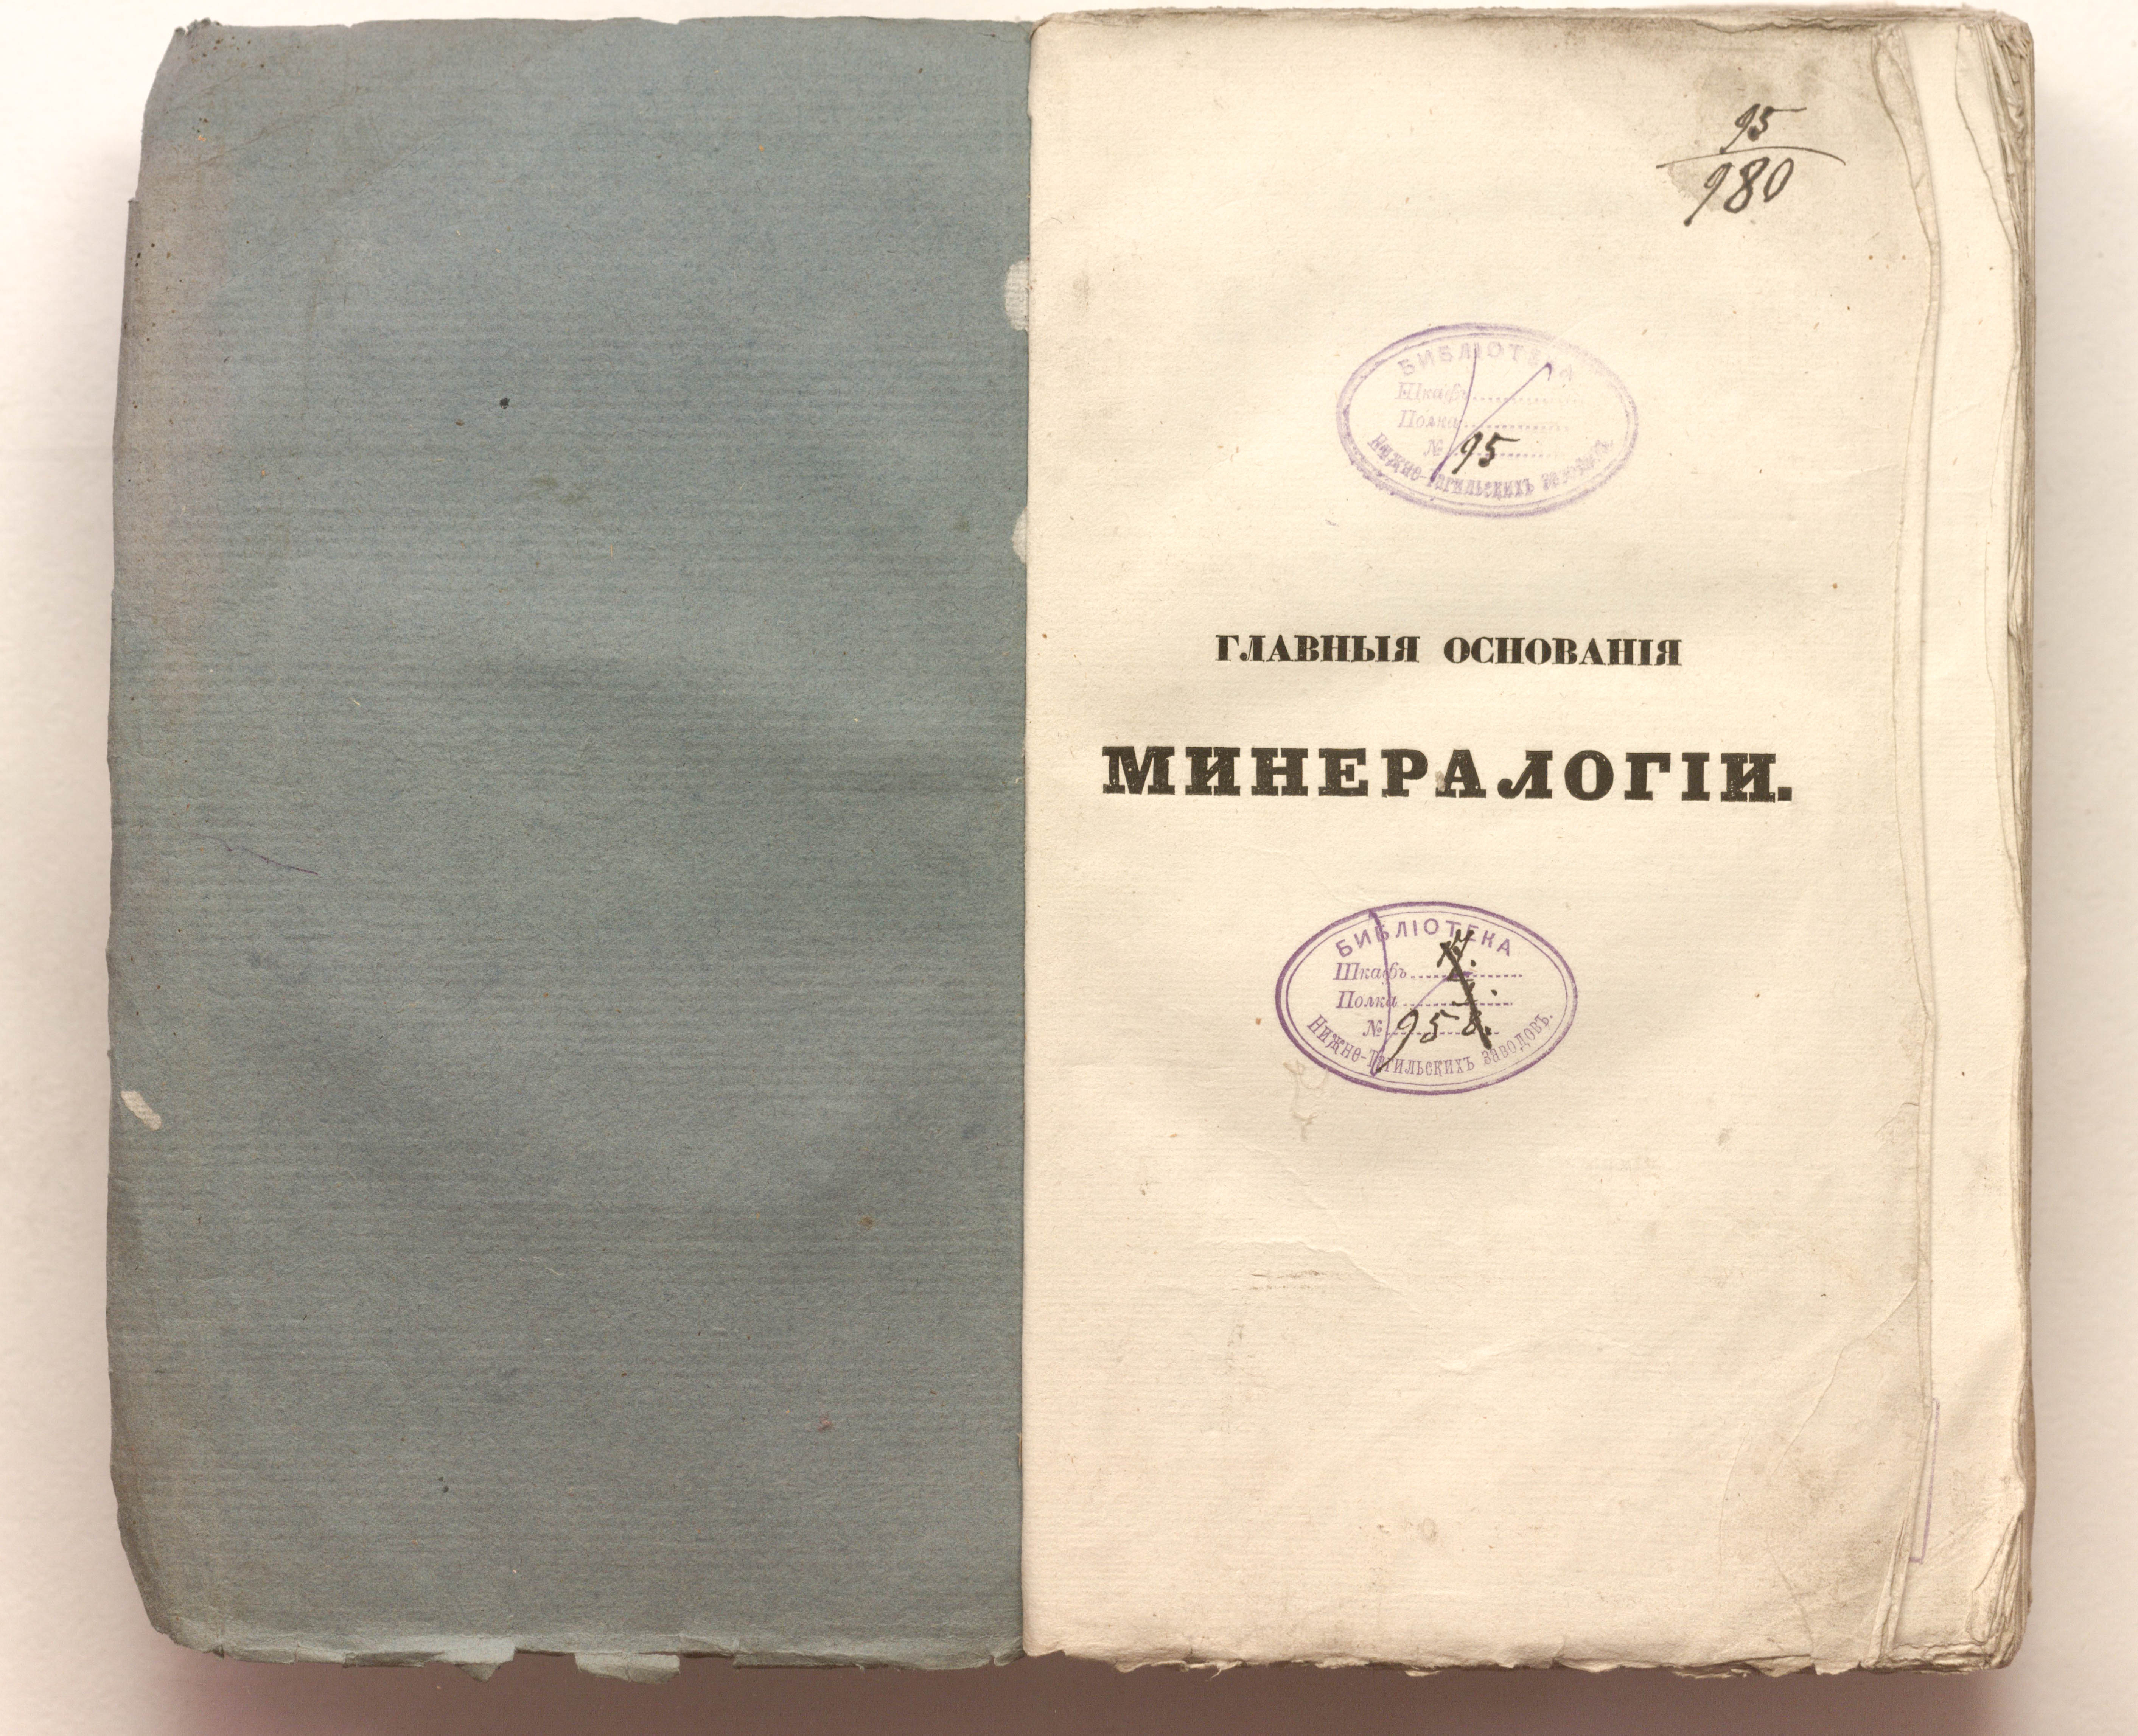 95
980
БИБЛІОТЕКА
Шкафъ
Полка
№ 95
Нижне-Тагильскихъ заводовъ.
ГЛАВНЫЯ ОСНОВАНІЯ
МИНЕРАЛОГІИ.
БИБЛІОТЕКА
Шкафъ
Полка
№ 95
Нижне-Тагильскихъ заводовъ.